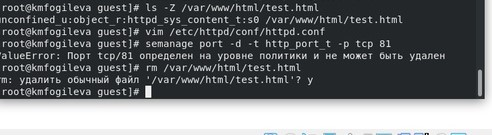 root@kmfogileva guest]# ls -Z /var/www/html/test.html
unconfined_u:object_r:httpd_sys_content_t:s0 /var/www/html/test.html
root@kmfogileva guest]# vim /etc/httpd/conf/httpd.conf
root@kmfogileva guest]# semanage port -d -t http_port_t -p tcp 81
ValueError: Порт tcp/81 определен на уровне политики и не может быть удален
root@kmfogileva guest]# rm /var/www/html/test.html
rm: удалить обычный файл '/var/www/html/test.html'? y
root@kmfogileva guest]#